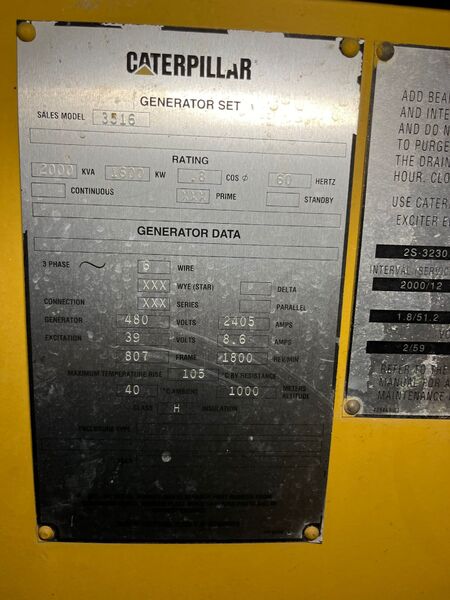 CATERPILLAR
GENERATOR SET
SALES MODEL 3516
RATING
2000 KVA 1600 KW .8 COS Ø 60 HERTZ
CONTINUOUS XXX PRIME STANDBY
GENERATOR DATA
3 PHASE 6 WIRE
XXX WYE (STAR) DELTA
CONNECTION XXX SERIES PARALLEL
GENERATOR 480 VOLTS 2405 AMPS
EXCITATION 39 VOLTS 8.6 AMPS
807 FRAME 1800 REV/MIN
MAXIMUM TEMPERATURE RISE 105 C BY RESISTANCE
40 °C AMBIENT 1000 METERS ALTITUDE
CLASS H INSULATION
ENCLOSURE TYPE
ADD BEA
AND INTE
AND DO N
TO PURGE
THE DRAIN
HOUR. CLO
USE CATER
EXCITER E
2S-3230
INTERVAL (SERVIC
2000/12
1.8/51.2
2/59
REFER TO THE
MANUAL FOR A
MAINTENANCE